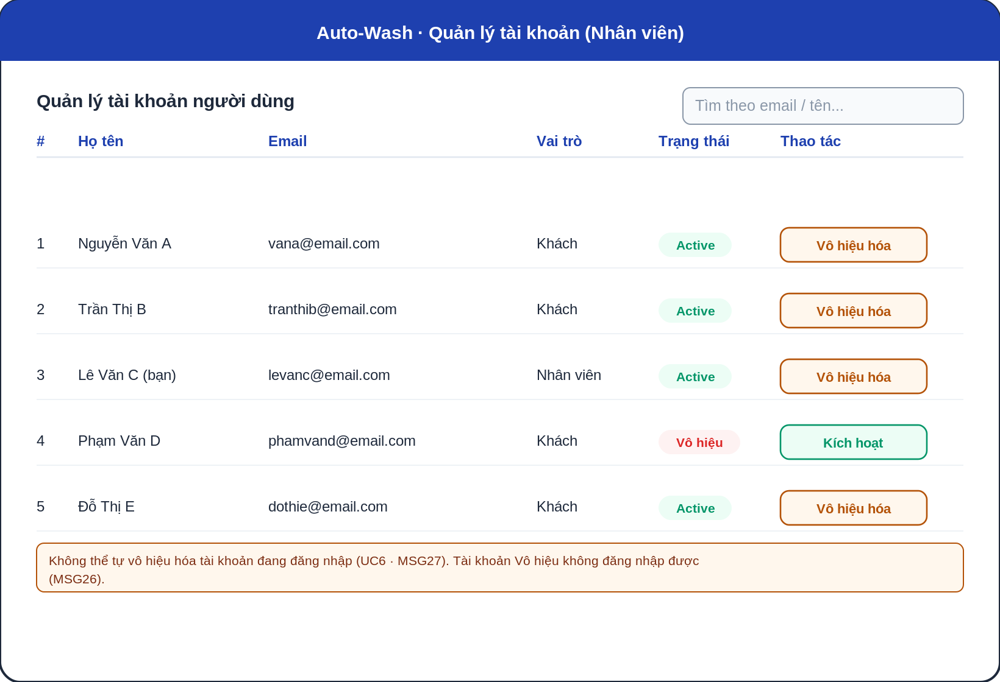 Auto-Wash · Quản lý tài khoản (Nhân viên)
Quản lý tài khoản người dùng
Tìm theo email / tên...
# Họ tên Email Vai trò Trạng thái Thao tác
1 Nguyễn Văn A vana@email.com Khách Active Vô hiệu hóa
2 Trần Thị B tranthib@email.com Khách Active Vô hiệu hóa
3 Lê Văn C (bạn) levanc@email.com Nhân viên Active Vô hiệu hóa
4 Phạm Văn D phamvand@email.com Khách Vô hiệu Kích hoạt
5 Đỗ Thị E dothie@email.com Khách Active Vô hiệu hóa
Không thể tự vô hiệu hóa tài khoản đang đăng nhập (UC6 · MSG27). Tài khoản Vô hiệu không đăng nhập được
(MSG26).